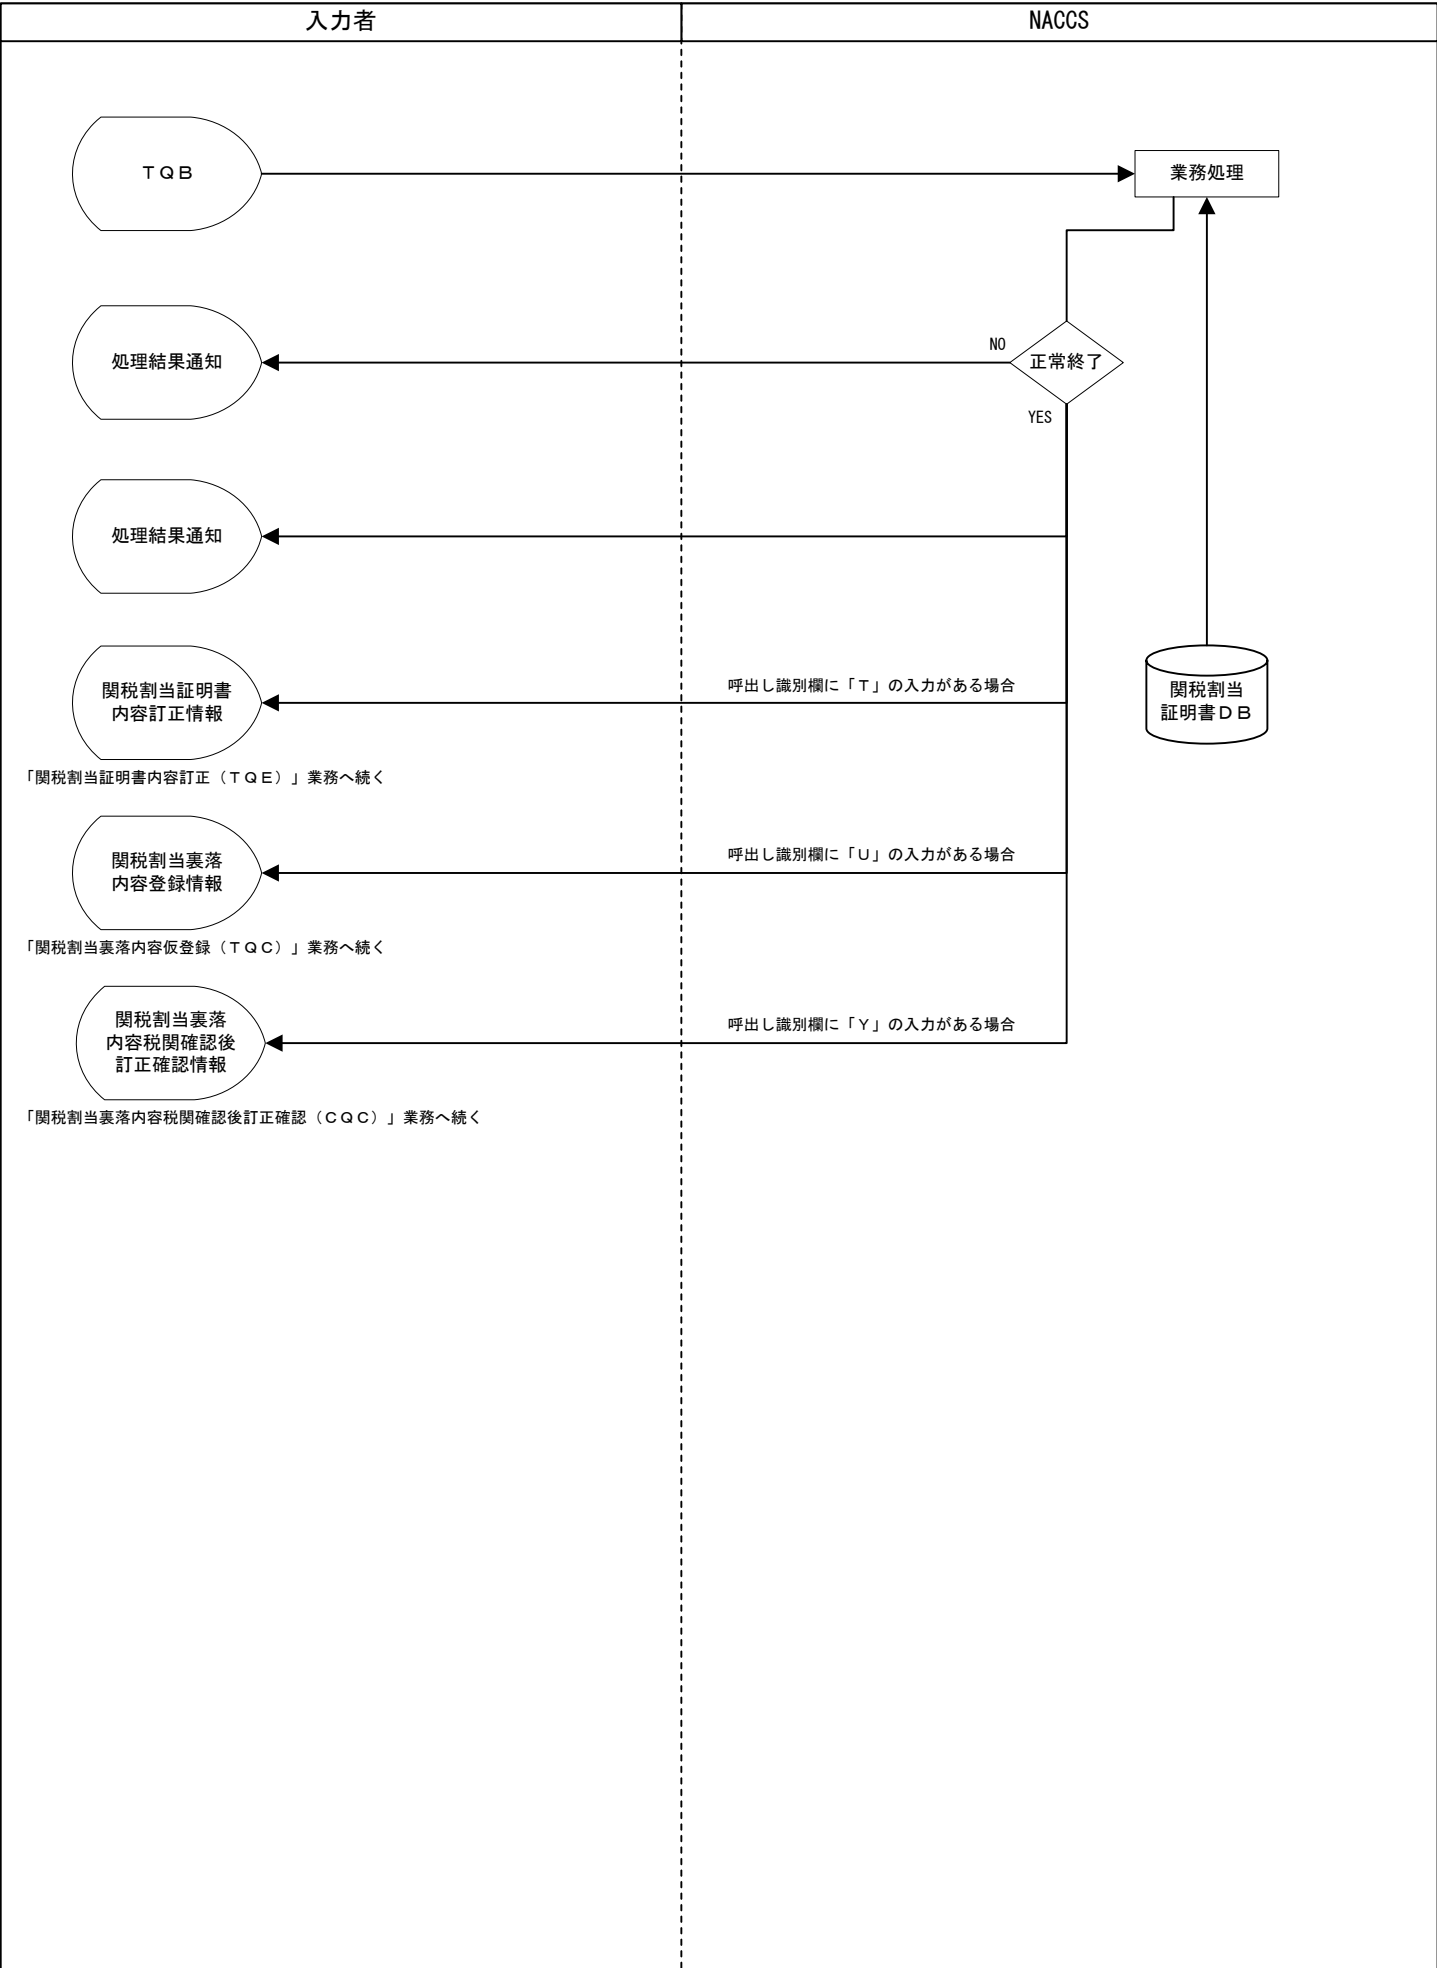 入力者
NACCS
ＴＱＢ
業務処理
処理結果通知
NO
正常終了
YES
処理結果通知
関税割当証明書
内容訂正情報
呼出し識別欄に「Ｔ」の入力がある場合
関税割当
証明書ＤＢ
「関税割当証明書内容訂正（ＴＱＥ）」業務へ続く
関税割当裏落
内容登録情報
呼出し識別欄に「Ｕ」の入力がある場合
「関税割当裏落内容仮登録（ＴＱＣ）」業務へ続く
関税割当裏落
内容税関確認後
訂正確認情報
呼出し識別欄に「Ｙ」の入力がある場合
「関税割当裏落内容税関確認後訂正確認（ＣＱＣ）」業務へ続く